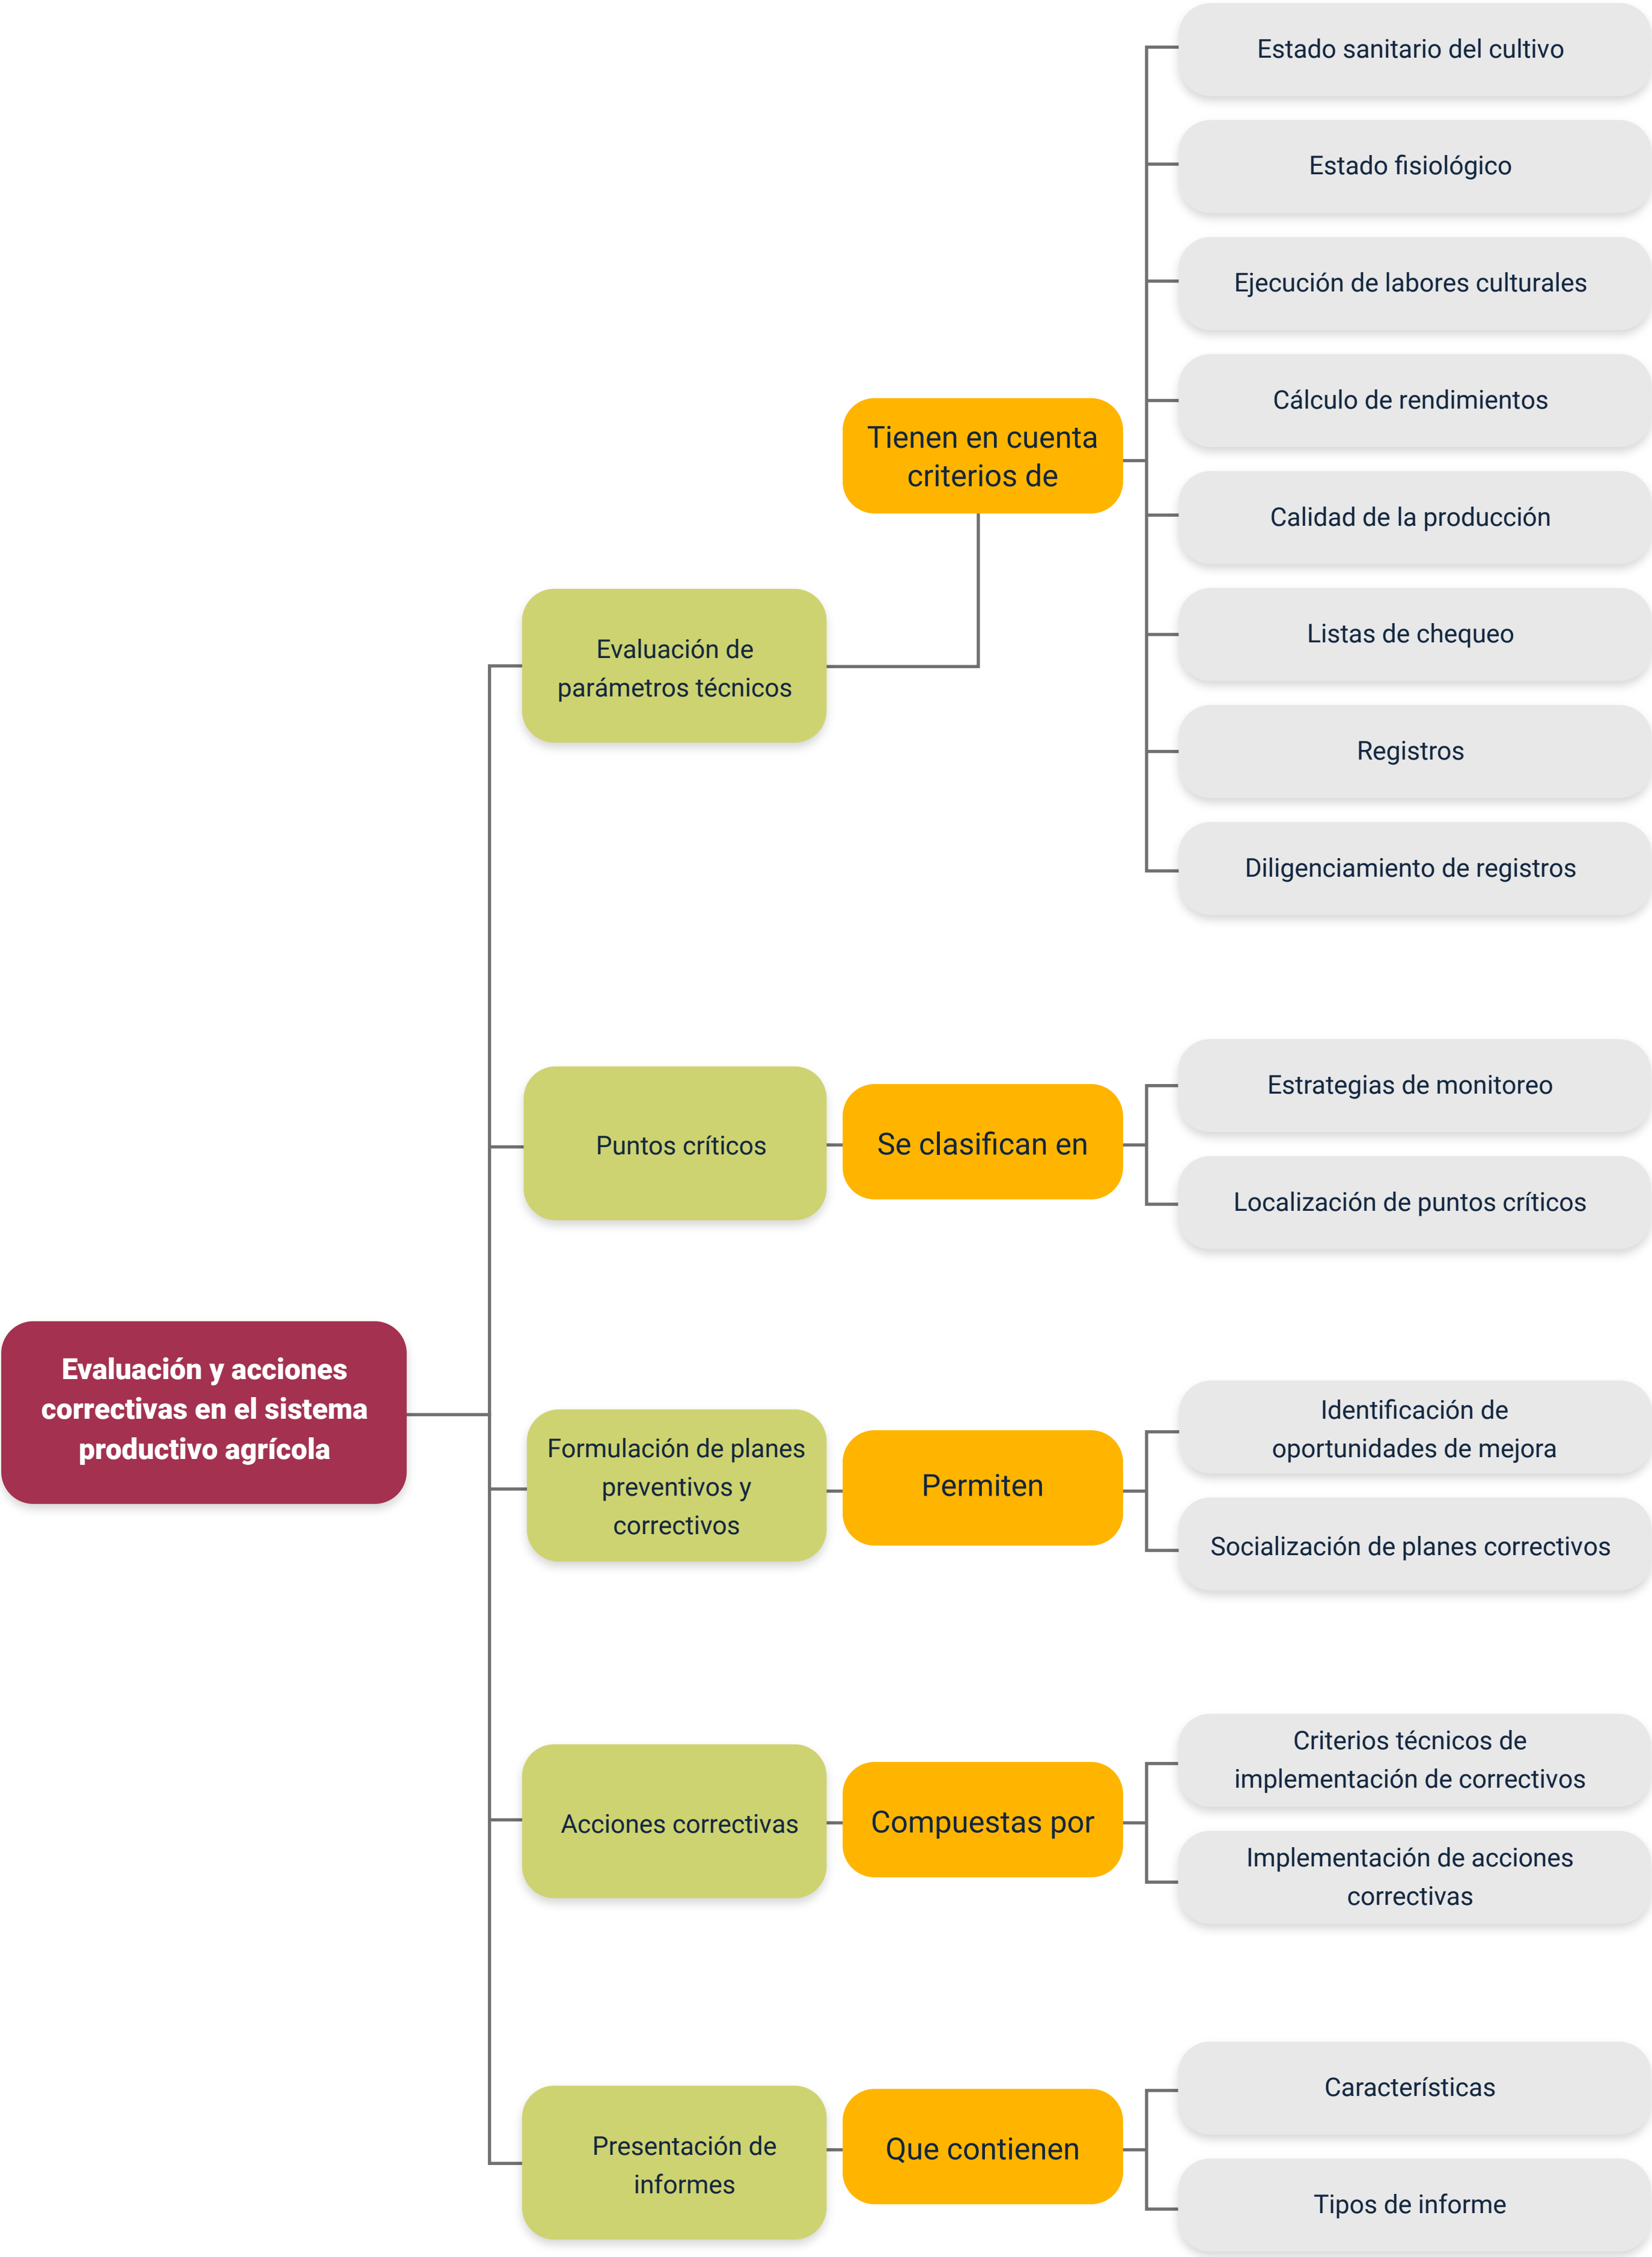 Evaluación y acciones
correctivas en el sistema
productivo agrícola
Evaluación de
parámetros técnicos
Tienen en cuenta
criterios de
Estado sanitario del cultivo
Estado fisiológico
Ejecución de labores culturales
Cálculo de rendimientos
Calidad de la producción
Listas de chequeo
Registros
Diligenciamiento de registros
Puntos críticos
Se clasifican en
Estrategias de monitoreo
Localización de puntos críticos
Formulación de planes
preventivos y
correctivos
Permiten
Identificación de
oportunidades de mejora
Socialización de planes correctivos
Acciones correctivas
Compuestas por
Criterios técnicos de
implementación de correctivos
Implementación de acciones
correctivas
Presentación de
informes
Que contienen
Características
Tipos de informe